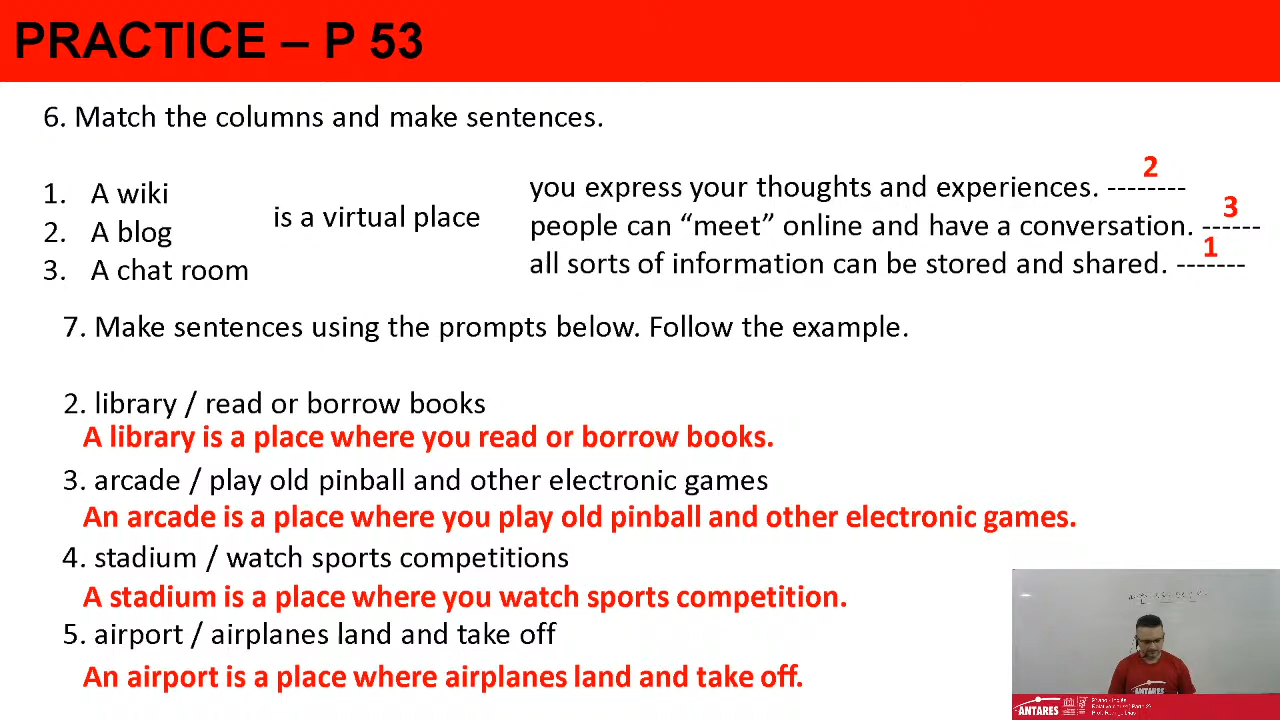 PRACTICE – P 53
6. Match the columns and make sentences.
1. A wiki
2. A blog
3. A chat room
is a virtual place
you express your thoughts and experiences. -------- 2
people can “meet” online and have a conversation. ------ 3
all sorts of information can be stored and shared. ------- 1
7. Make sentences using the prompts below. Follow the example.
2. library / read or borrow books
A library is a place where you read or borrow books.
3. arcade / play old pinball and other electronic games
An arcade is a place where you play old pinball and other electronic games.
4. stadium / watch sports competitions
A stadium is a place where you watch sports competition.
5. airport / airplanes land and take off
An airport is a place where airplanes land and take off.
ANTARES
ANTARES